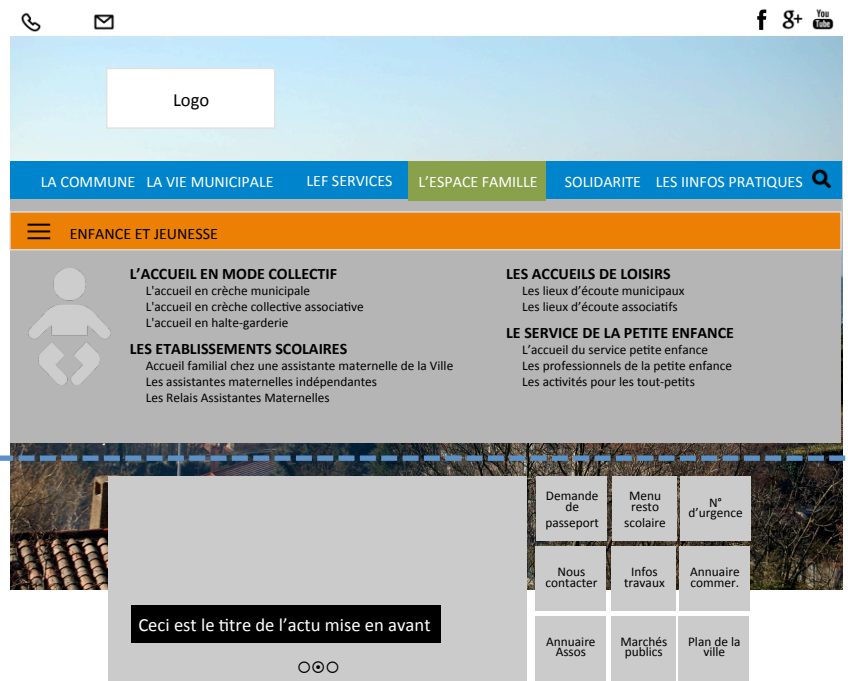 You
Tube
f
g+
Logo
LA COMMUNE LA VIE MUNICIPALE LEF SERVICES L'ESPACE FAMILLE SOLIDARITE LES IINFOS PRATIQUES
ENFANCE ET JEUNESSE
L'ACCUEIL EN MODE COLLECTIF
L'accueil en crèche municipale
L'accueil en crèche collective associative
L'accueil en halte-garderie
LES ETABLISSEMENTS SCOLAIRES
Accueil familial chez une assistante maternelle de la Ville
Les assistantes maternelles indépendantes
Les Relais Assistantes Maternelles
LES ACCUEILS DE LOISIRS
Les lieux d'écoute municipaux
Les lieux d'écoute associatifs
LE SERVICE DE LA PETITE ENFANCE
L'accueil du service petite enfance
Les professionnels de la petite enfance
Les activités pour les tout-petits
Ceci est le titre de l'actu mise en avant
Demande
de
passeport
Menu
resto
scolaire
N°
d'urgence
Nous
contacter
Infos
travaux
Annuaire
commer.
Annuaire
Assos
Marchés
publics
Plan de la
ville